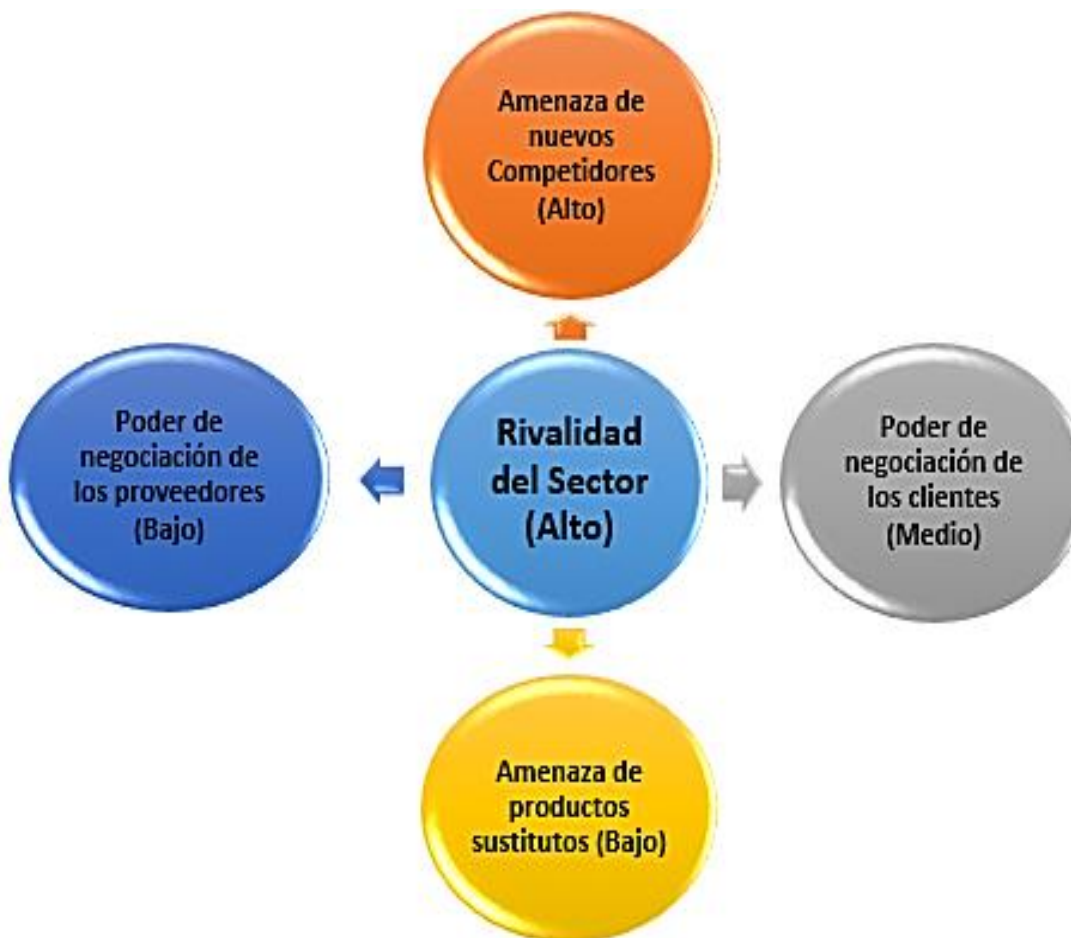 Amenaza de
nuevos
Competidores
(Alto)
Poder de
negociación de
los proveedores
(Bajo)
Rivalidad
del Sector
(Alto)
Poder de
negociación de
los clientes
(Medio)
Amenaza de
productos
sustitutos (Bajo)